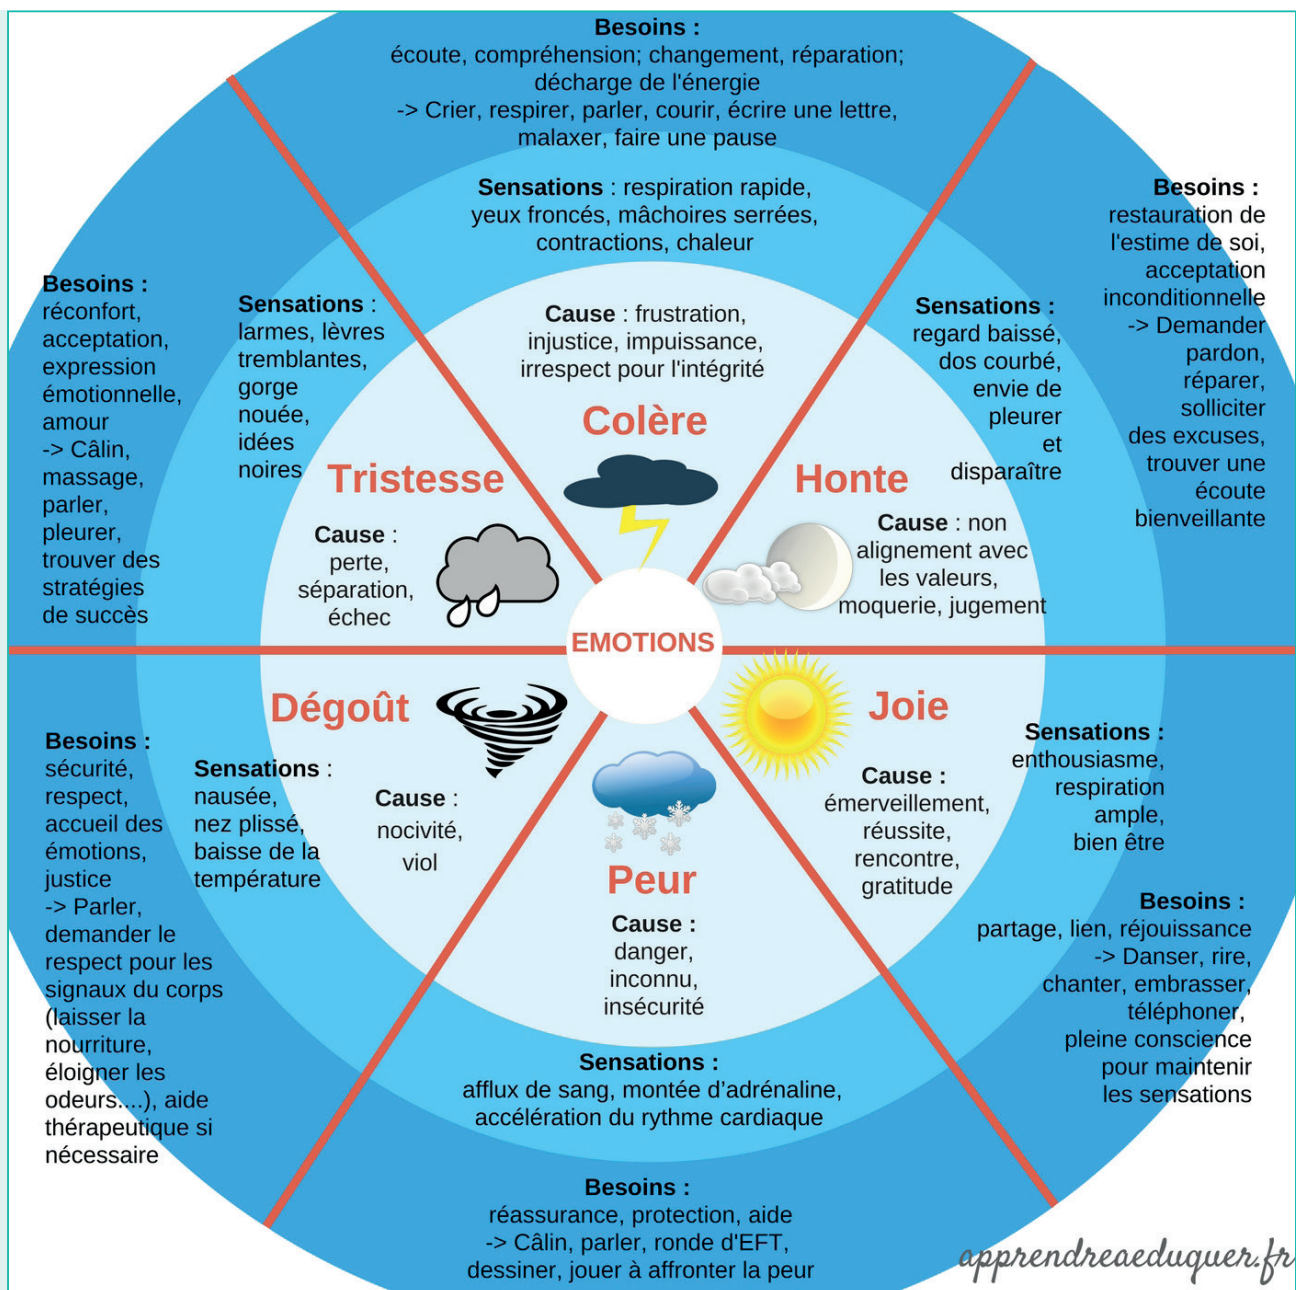 Besoins :
écoute, compréhension; changement, réparation;
décharge de l'énergie
-> Crier, respirer, parler, courir, écrire une lettre,
malaxer, faire une pause
Sensations : respiration rapide,
yeux froncés, mâchoires serrées,
contractions, chaleur
Cause : frustration,
injustice, impuissance,
irrespect pour l'intégrité
Colère
Besoins :
restauration de
l'estime de soi,
acceptation
inconditionnelle
-> Demander
pardon,
réparer,
solliciter
des excuses,
trouver une
écoute
bienveillante
Sensations :
regard baissé,
dos courbé,
envie de
pleurer
et
disparaître
Honte
Cause : non
alignement avec
les valeurs,
moquerie, jugement
Besoins :
réconfort,
acceptation,
expression
émotionnelle,
amour
-> Câlin,
massage,
parler,
pleurer,
trouver des
stratégies
de succès
Sensations :
larmes, lèvres
tremblantes,
gorge
nouée,
idées
noires
Tristesse
Cause :
perte,
séparation,
échec
EMOTIONS
Dégoût
Cause :
nocivité,
viol
Sensations :
nausée,
nez plissé,
baisse de la
température
Besoins :
sécurité,
respect,
accueil des
émotions,
justice
-> Parler,
demander le
respect pour les
signaux du corps
(laisser la
nourriture,
éloigner les
odeurs....), aide
thérapeutique si
nécessaire
Joie
Cause :
émerveillement,
réussite,
rencontre,
gratitude
Sensations :
enthousiasme,
respiration
ample,
bien être
Besoins :
partage, lien, réjouissance
-> Danser, rire,
chanter, embrasser,
téléphoner,
pleine conscience
pour maintenir
les sensations
Peur
Cause :
danger,
inconnu,
insécurité
Sensations :
afflux de sang, montée d’adrénaline,
accélération du rythme cardiaque
Besoins :
réassurance, protection, aide
-> Câlin, parler, ronde d'EFT,
dessiner, jouer à affronter la peur
apprendreaeduquer.fr